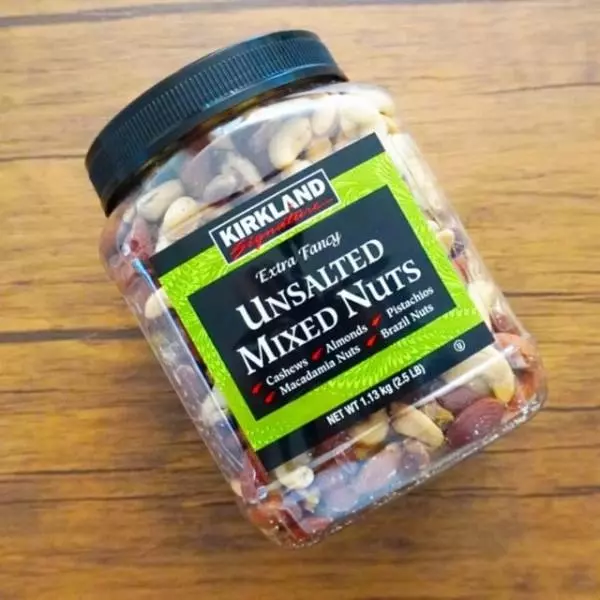 KIRKLAND
Signature
Extra Fancy
UNSALTED
MIXED NUTS
Cashews Almonds Pistachios
Macadamia Nuts Brazil Nuts
NET WT 1.13 kg (2.5 LB)